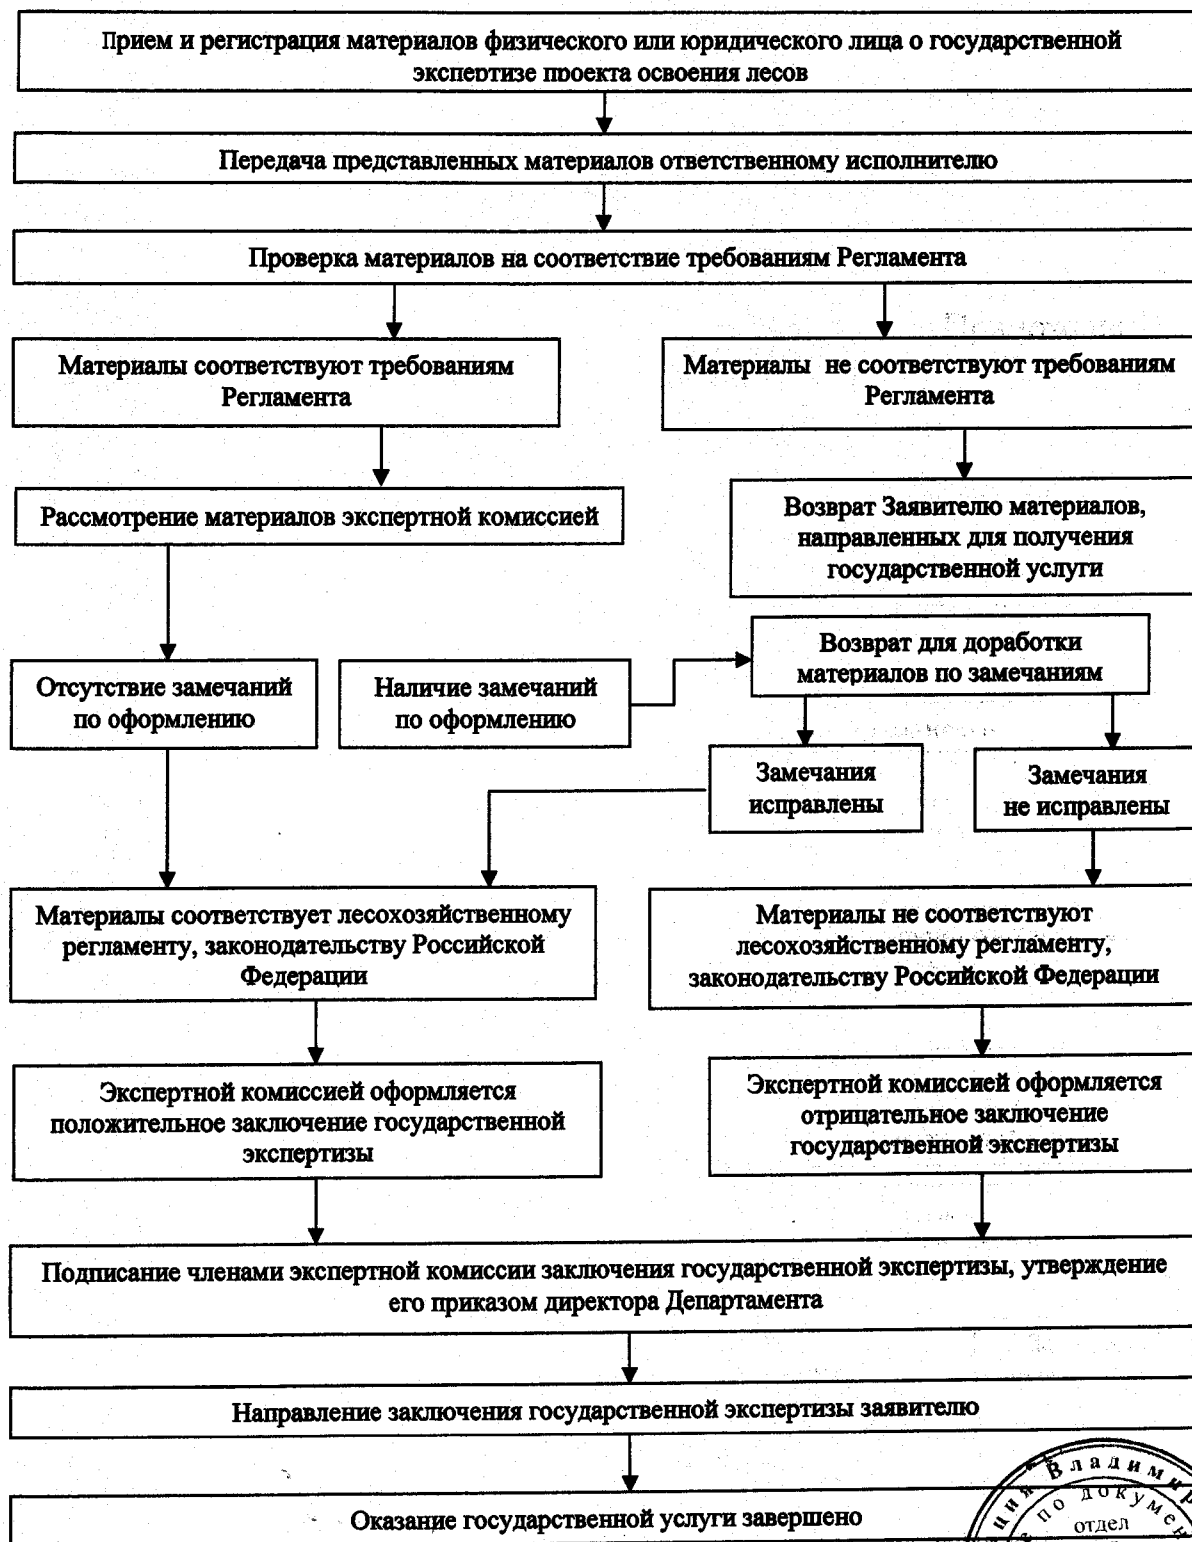 Прием и регистрация материалов физического или юридического лица о государственной
экспертизе проекта освоения лесов
Передача представленных материалов ответственному исполнителю
Проверка материалов на соответствие требованиям Регламента
Материалы соответствуют требованиям
Регламента
Материалы не соответствуют требованиям
Регламента
Рассмотрение материалов экспертной комиссией
Возврат Заявителю материалов,
направленных для получения
государственной услуги
Возврат для доработки
материалов по замечаниям
Отсутствие замечаний
по оформлению
Наличие замечаний
по оформлению
Замечания
исправлены
Замечания
не исправлены
Материалы соответствует лесохозяйственному
регламенту, законодательству Российской
Федерации
Материалы не соответствуют
лесохозяйственному регламенту,
законодательству Российской Федерации
Экспертной комиссией оформляется
положительное заключение государственной
экспертизы
Экспертной комиссией оформляется
отрицательное заключение
государственной экспертизы
Подписание членами экспертной комиссии заключения государственной экспертизы, утверждение
его приказом директора Департамента
Направление заключения государственной экспертизы заявителю
Оказание государственной услуги завершено
ция Владимир
е по докумен
отдел